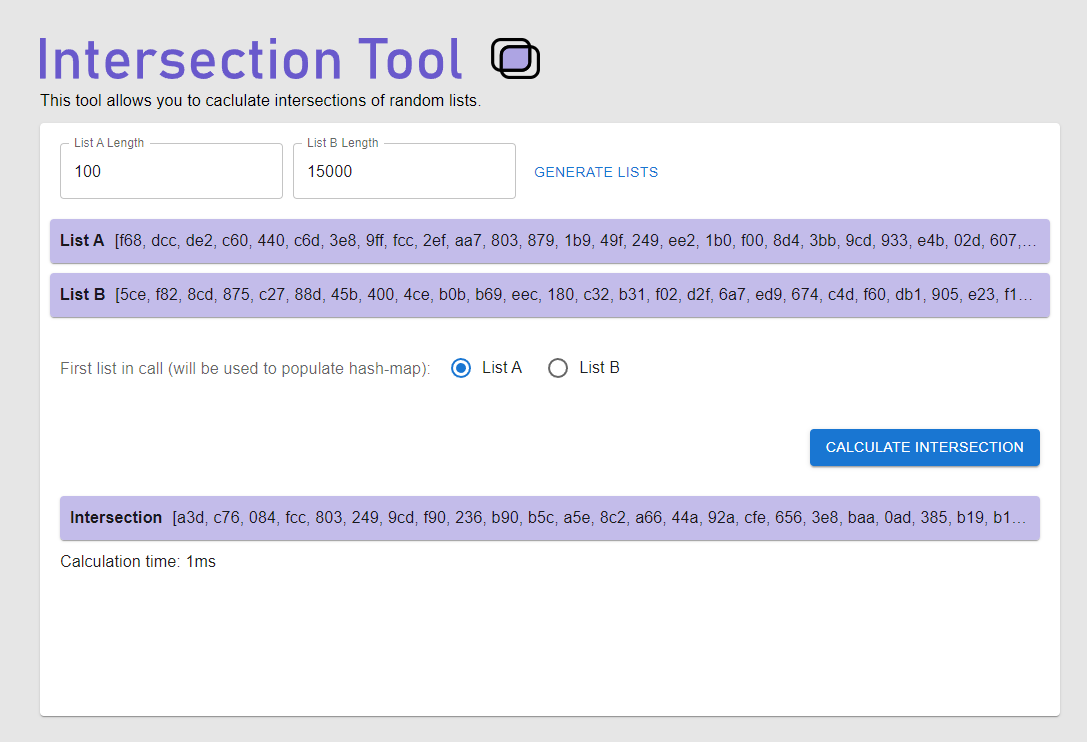 Intersection Tool
This tool allows you to caclulate intersections of random lists.
List A Length
List B Length
100
15000
GENERATE LISTS
List A [f68, dcc, de2, c60, 440, c6d, 3e8, 9ff, fcc, 2ef, aa7, 803, 879, 1b9, 49f, 249, ee2, 1b0, f00, 8d4, 3bb, 9cd, 933, e4b, 02d, 607,...
List B [5ce, f82, 8cd, 875, c27, 88d, 45b, 400, 4ce, b0b, b69, eec, 180, c32, b31, f02, d2f, 6a7, ed9, 674, c4d, f60, db1, 905, e23, f1...
First list in call (will be used to populate hash-map):
List A
List B
CALCULATE INTERSECTION
Intersection [a3d, c76, 084, fcc, 803, 249, 9cd, f90, 236, b90, b5c, a5e, 8c2, a66, 44a, 92a, cfe, 656, 3e8, baa, 0ad, 385, b19, b1...
Calculation time: 1ms